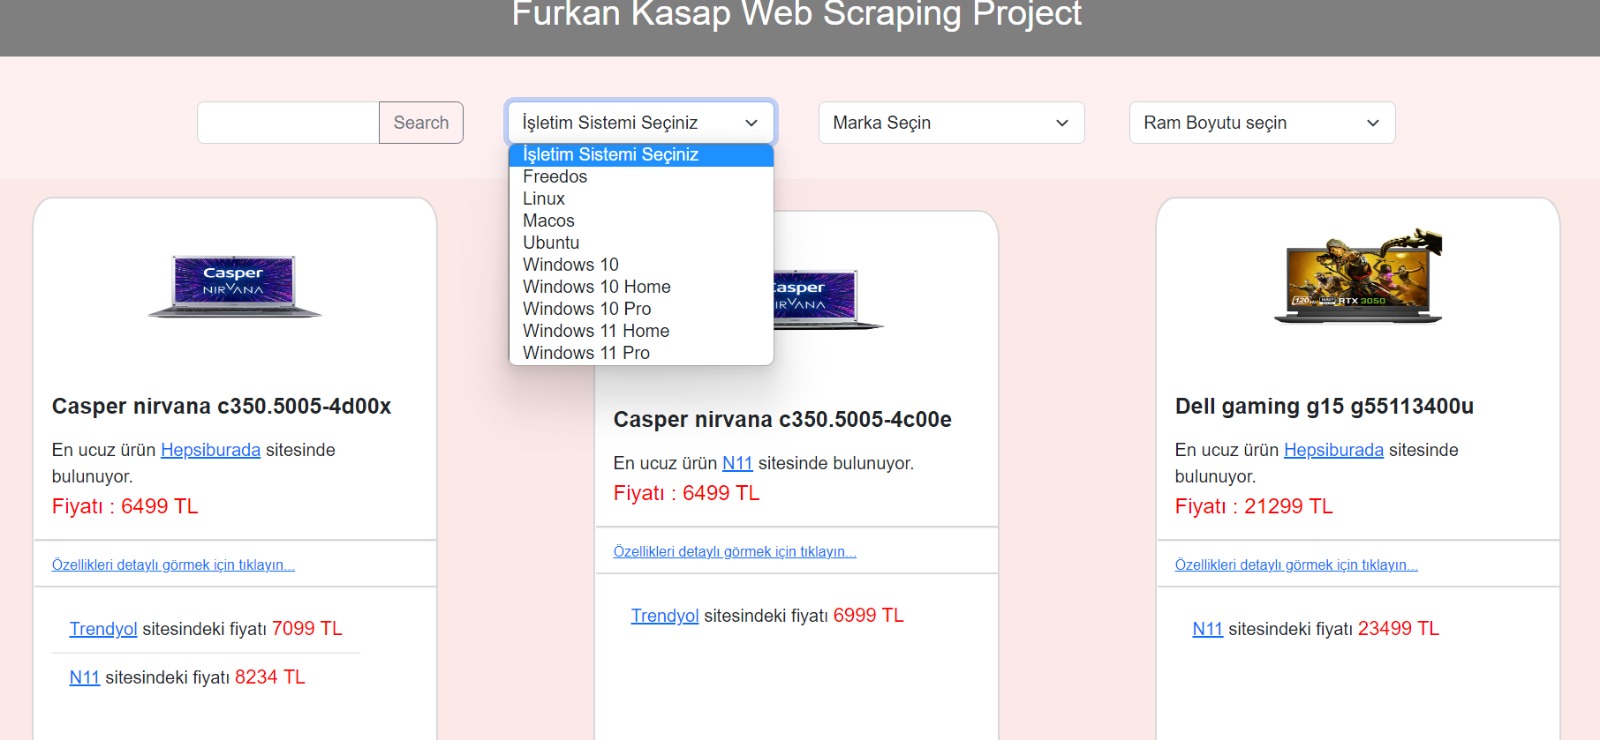 Furkan Kasap Web Scraping Project
Search
İşletim Sistemi Seçiniz
Marka Seçin
Ram Boyutu seçin
İşletim Sistemi Seçiniz
Freedos
Linux
Macos
Ubuntu
Windows 10
Windows 10 Home
Windows 10 Pro
Windows 11 Home
Windows 11 Pro
Casper
NIRVANA
Casper nirvana c350.5005-4d00x
En ucuz ürün Hepsiburada sitesinde
bulunuyor.
Fiyatı : 6499 TL
Özellikleri detaylı görmek için tıklayın...
Trendyol sitesindeki fiyatı 7099 TL
N11 sitesindeki fiyatı 8234 TL
asper
IRVANA
Casper nirvana c350.5005-4c00e
En ucuz ürün N11 sitesinde bulunuyor.
Fiyatı : 6499 TL
Özellikleri detaylı görmek için tıklayın...
Trendyol sitesindeki fiyatı 6999 TL
120 RTX 3050
Dell gaming g15 g55113400u
En ucuz ürün Hepsiburada sitesinde
bulunuyor.
Fiyatı : 21299 TL
Özellikleri detaylı görmek için tıklayın...
N11 sitesindeki fiyatı 23499 TL